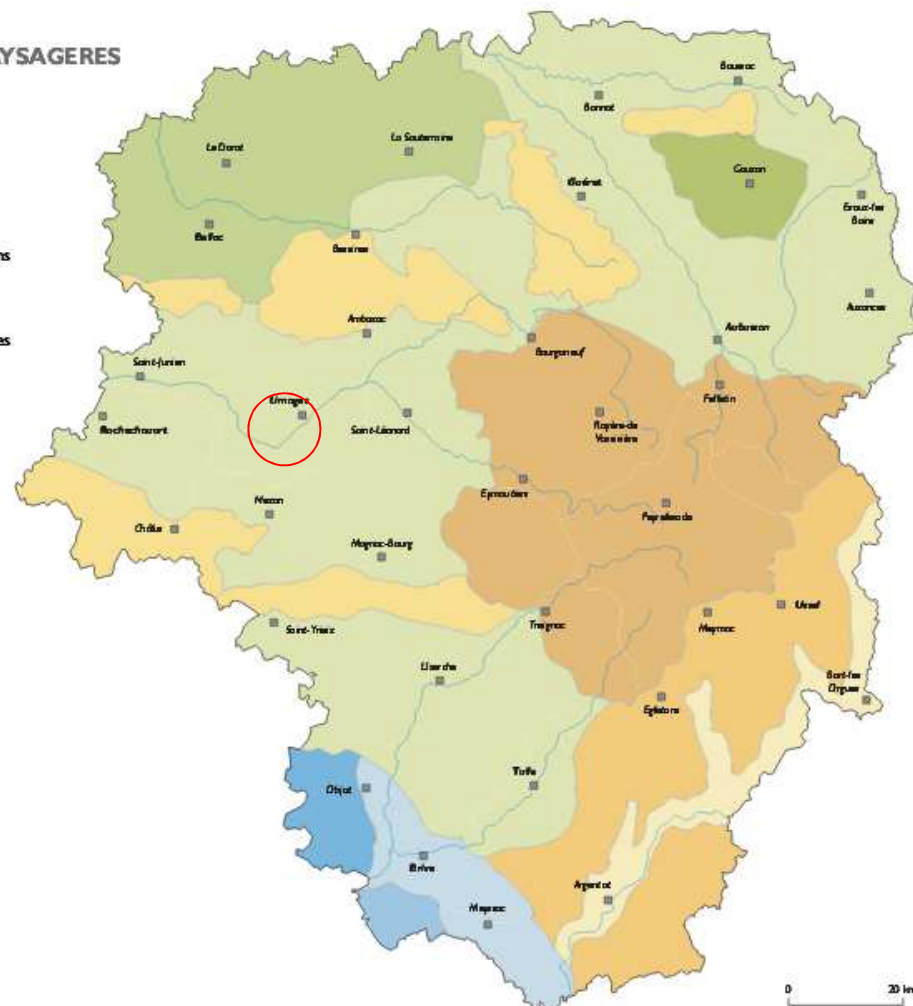 YSAGERES
ns
es
Boussac
Bonnat
Le Dorat
La Souterraine
Gouzon
Guéret
Evaux-les
Bains
Bellac
Bessines
Auzances
Ambazac
Aubusson
Bourganeuf
Saint-Junien
Felletin
Limoges
Rochechouart
Saint-Léonard
Royère-de
Vassivière
Eymoutiers
Peyrelevade
Nexon
Châlus
Magnac-Bourg
Ussel
Treignac
Meymac
Saint-Yrieix
Uzerche
Bort-les
Orgues
Egletons
Tulle
Objat
Brive
Argentat
Meyssac
0 20 km